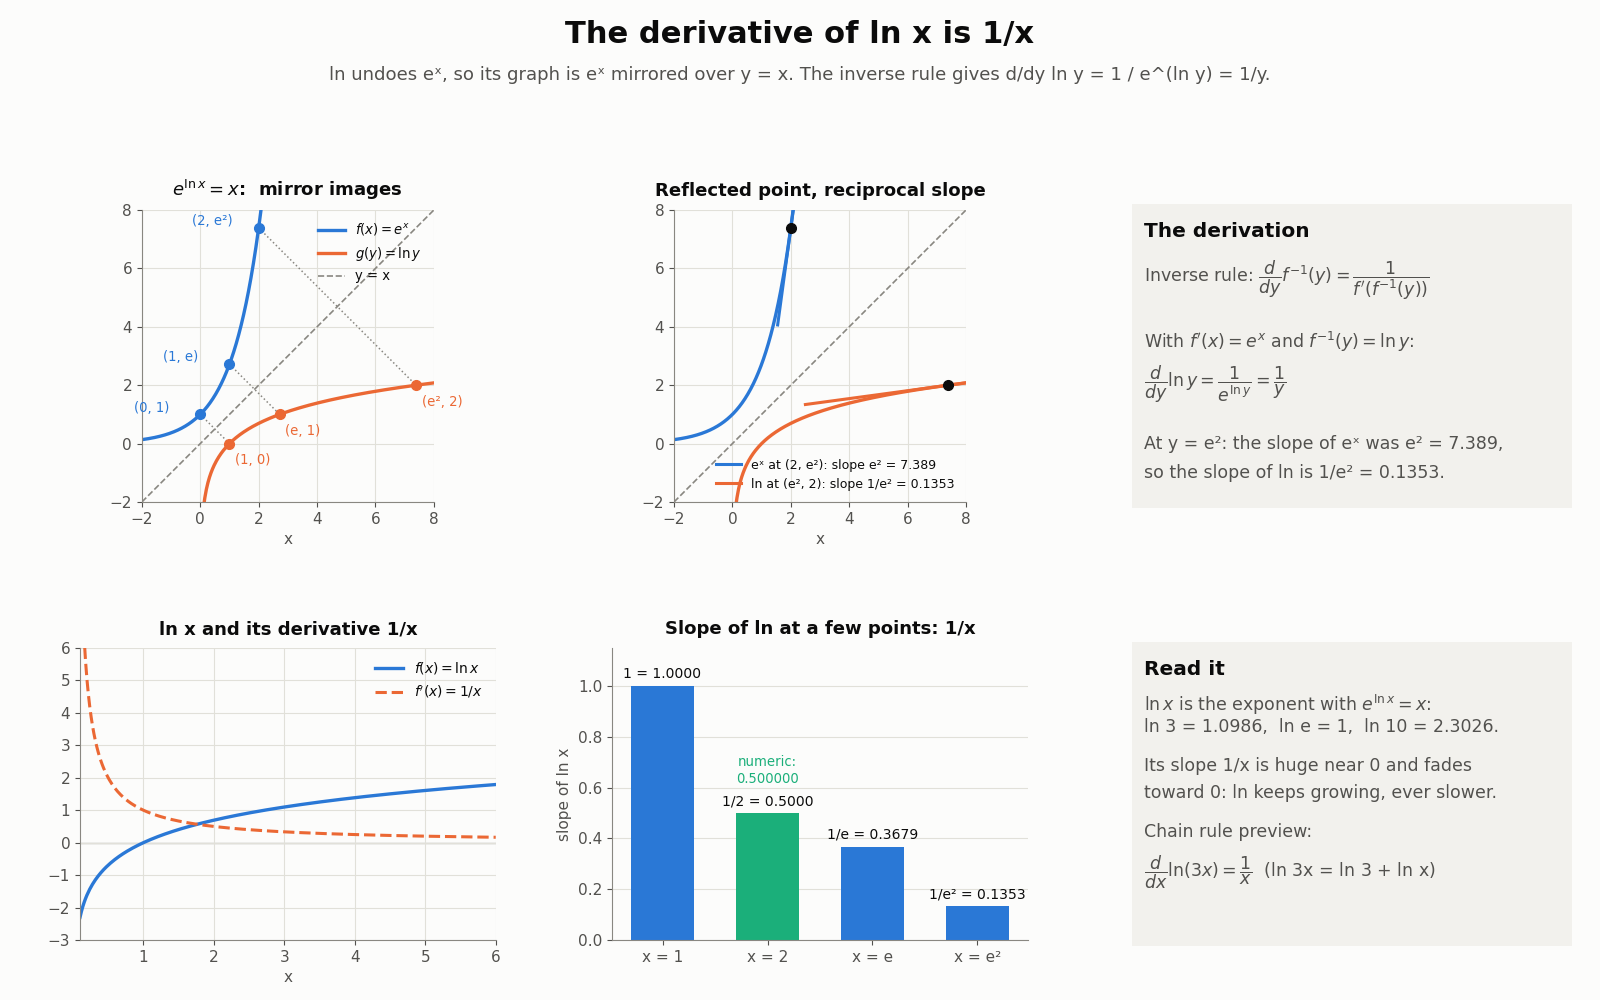 The derivative of ln x is 1/x
ln undoes eˣ, so its graph is eˣ mirrored over y = x. The inverse rule gives d/dy ln y = 1 / e^(ln y) = 1/y.
e^{ln x} = x:  mirror images
8
6
4
2
0
−2
−2 0 2 4 6 8
x
(2, e²)
(1, e)
(0, 1)
(1, 0)
(e, 1)
(e², 2)
f(x) = eˣ
g(y) = ln y
y = x
Reflected point, reciprocal slope
8
6
4
2
0
−2
−2 0 2 4 6 8
x
eˣ at (2, e²): slope e² = 7.389
ln at (e², 2): slope 1/e² = 0.1353
The derivation
Inverse rule: d/dy f⁻¹(y) = 1/f′(f⁻¹(y))
With f′(x) = eˣ and f⁻¹(y) = ln y:
d/dy ln y = 1/e^{ln y} = 1/y
At y = e²: the slope of eˣ was e² = 7.389,
so the slope of ln is 1/e² = 0.1353.
ln x and its derivative 1/x
6
5
4
3
2
1
0
−1
−2
−3
1 2 3 4 5 6
x
f(x) = ln x
f′(x) = 1/x
Slope of ln at a few points: 1/x
slope of ln x
1.0
0.8
0.6
0.4
0.2
0.0
1 = 1.0000
numeric:
0.500000
1/2 = 0.5000
1/e = 0.3679
1/e² = 0.1353
x = 1 x = 2 x = e x = e²
Read it
ln x is the exponent with e^{ln x} = x:
ln 3 = 1.0986,  ln e = 1,  ln 10 = 2.3026.
Its slope 1/x is huge near 0 and fades
toward 0: ln keeps growing, ever slower.
Chain rule preview:
d/dx ln(3x) = 1/x  (ln 3x = ln 3 + ln x)